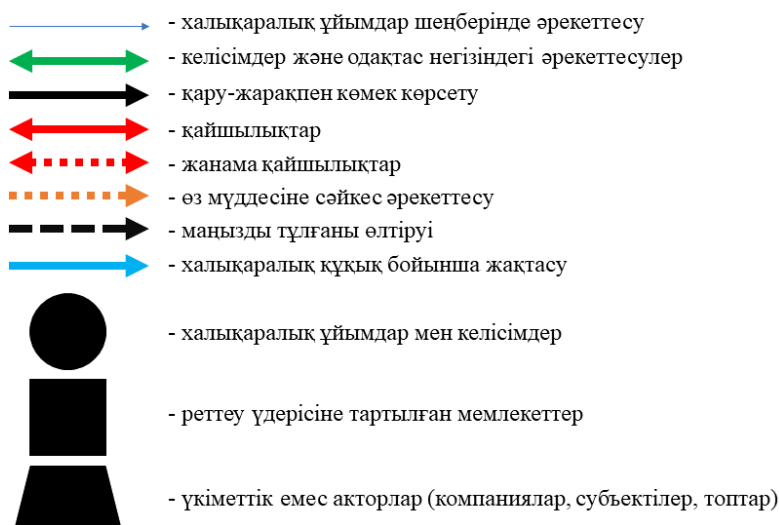 - халықаралық ұйымдар шеңберінде әрекеттесу
- келісімдер және одақтас негізіндегі әрекеттесулер
- қару-жарақпен көмек көрсету
- қайшылықтар
- жанама қайшылықтар
- өз мүддесіне сәйкес әрекеттесу
- маңызды тұлғаны өлтіруі
- халықаралық құқық бойынша жақтасу
- халықаралық ұйымдар мен келісімдер
- реттеу үдерісіне тартылған мемлекеттер
- үкіметтік емес акторлар (компаниялар, субъектілер, топтар)